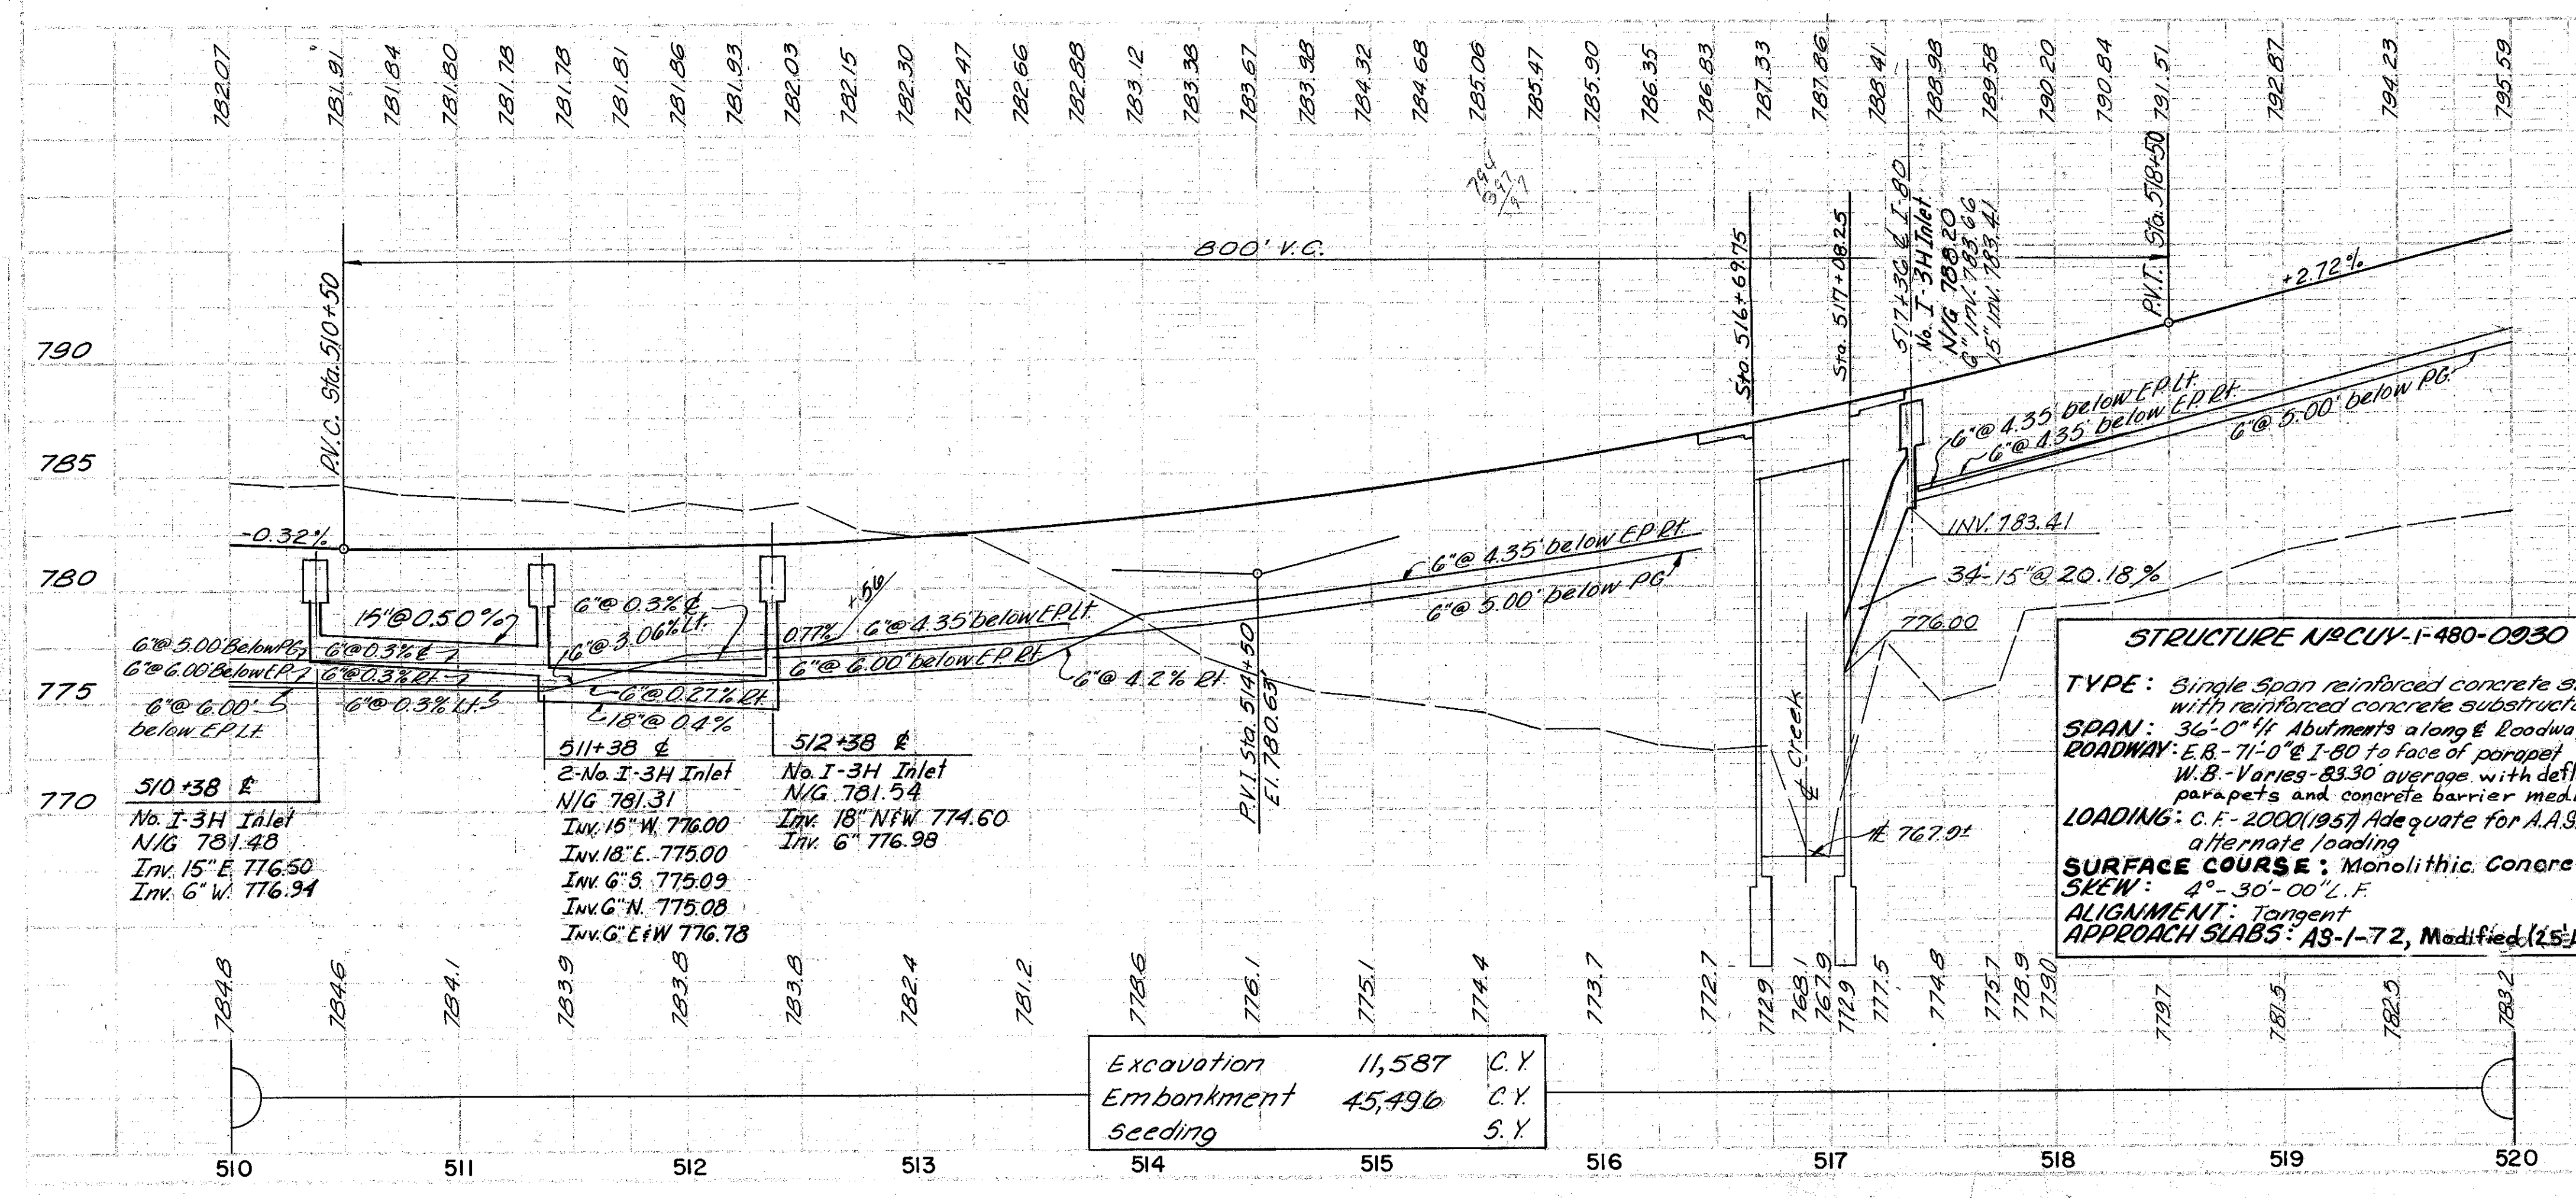 782.07
781.91
781.84
781.80
781.78
781.78
781.81
781.86
781.93
782.03
782.15
782.30
782.47
782.66
782.88
783.12
783.38
783.67
783.98
784.32
784.68
785.06
785.47
785.90
786.35
786.83
787.33
787.86
788.41
788.98
789.58
790.20
790.84
791.51
792.87
794.23
795.59
800' V.C.
P.V.C. Sta. 510+50
Sta. 516+69.75
Sta. 517+08.25
517+36 ℄ I-80
No. I-3H Inlet
N/G 788.20
6" Inv. 783.66
15" Inv. 783.41
P.V.T. Sta. 518+50
+2.72%
790
785
780
775
770
-0.32%
6"@ 4.35' below EP.Lt.
6"@ 4.35' below EP. Rt.
6"@ 5.00' below PG.
INV. 783.41
34'-15"@ 20.18%
776.00
15"@0.50%
6"@0.3% ℄
6"@3.06% Lt.
0.77%
+.56
6"@ 4.35' below EP.Lt.
6"@ 4.35' below EP Rt.
6"@ 5.00' below PG
6"@ 6.00' below EP. Rt.
6"@ 4.2% Rt.
6"@ 5.00' Below PG
6"@0.3% ℄
6"@ 6.00' Below EP
6"@0.3% Rt.
6"@ 6.00'
below EP Lt.
6"@ 0.3% Lt.
6"@0.27% Rt.
18"@ 0.4%
P.V.I. Sta. 514+50
El. 780.63
℄ Creek
767.9±
510+38 ℄
No. I-3H Inlet
N/G 781.48
Inv. 15" E. 776.50
Inv. 6" W. 776.94
511+38 ℄
2-No. I-3H Inlet
N/G 781.31
Inv. 15" W. 776.00
Inv. 18" E. 775.00
Inv. 6" S. 775.09
Inv. 6" N. 775.08
Inv. 6" E&W 776.78
512+38 ℄
No. I-3H Inlet
N/G 781.54
Inv. 18" N&W 774.60
Inv. 6" 776.98
STRUCTURE Nº CUY-1-480-0930
TYPE: Single Span reinforced concrete s
with reinforced concrete substructu
SPAN: 36'-0" f/f Abutments along ℄ Roadwa
ROADWAY: E.B.-71'-0" ℄ I-80 to face of parapet
W.B.-Varies-83.30' average with defl
parapets and concrete barrier med
LOADING: C.F.-2000(1957) Adequate for A.A.S
alternate loading
SURFACE COURSE: Monolithic Concre
SKEW: 4°-30'-00" L.F.
ALIGNMENT: Tangent
APPROACH SLABS: AS-1-72, Modified (25'
784.8
784.6
784.1
783.9
783.8
783.8
782.4
781.2
778.6
776.1
775.1
774.4
773.7
772.7
772.9
768.1
767.9
772.9
777.5
774.8
775.7
778.9
779.0
779.7
781.5
782.5
783.2
Excavation 11,587 C.Y.
Embankment 45,496 C.Y.
Seeding S.Y.
510
511
512
513
514
515
516
517
518
519
520